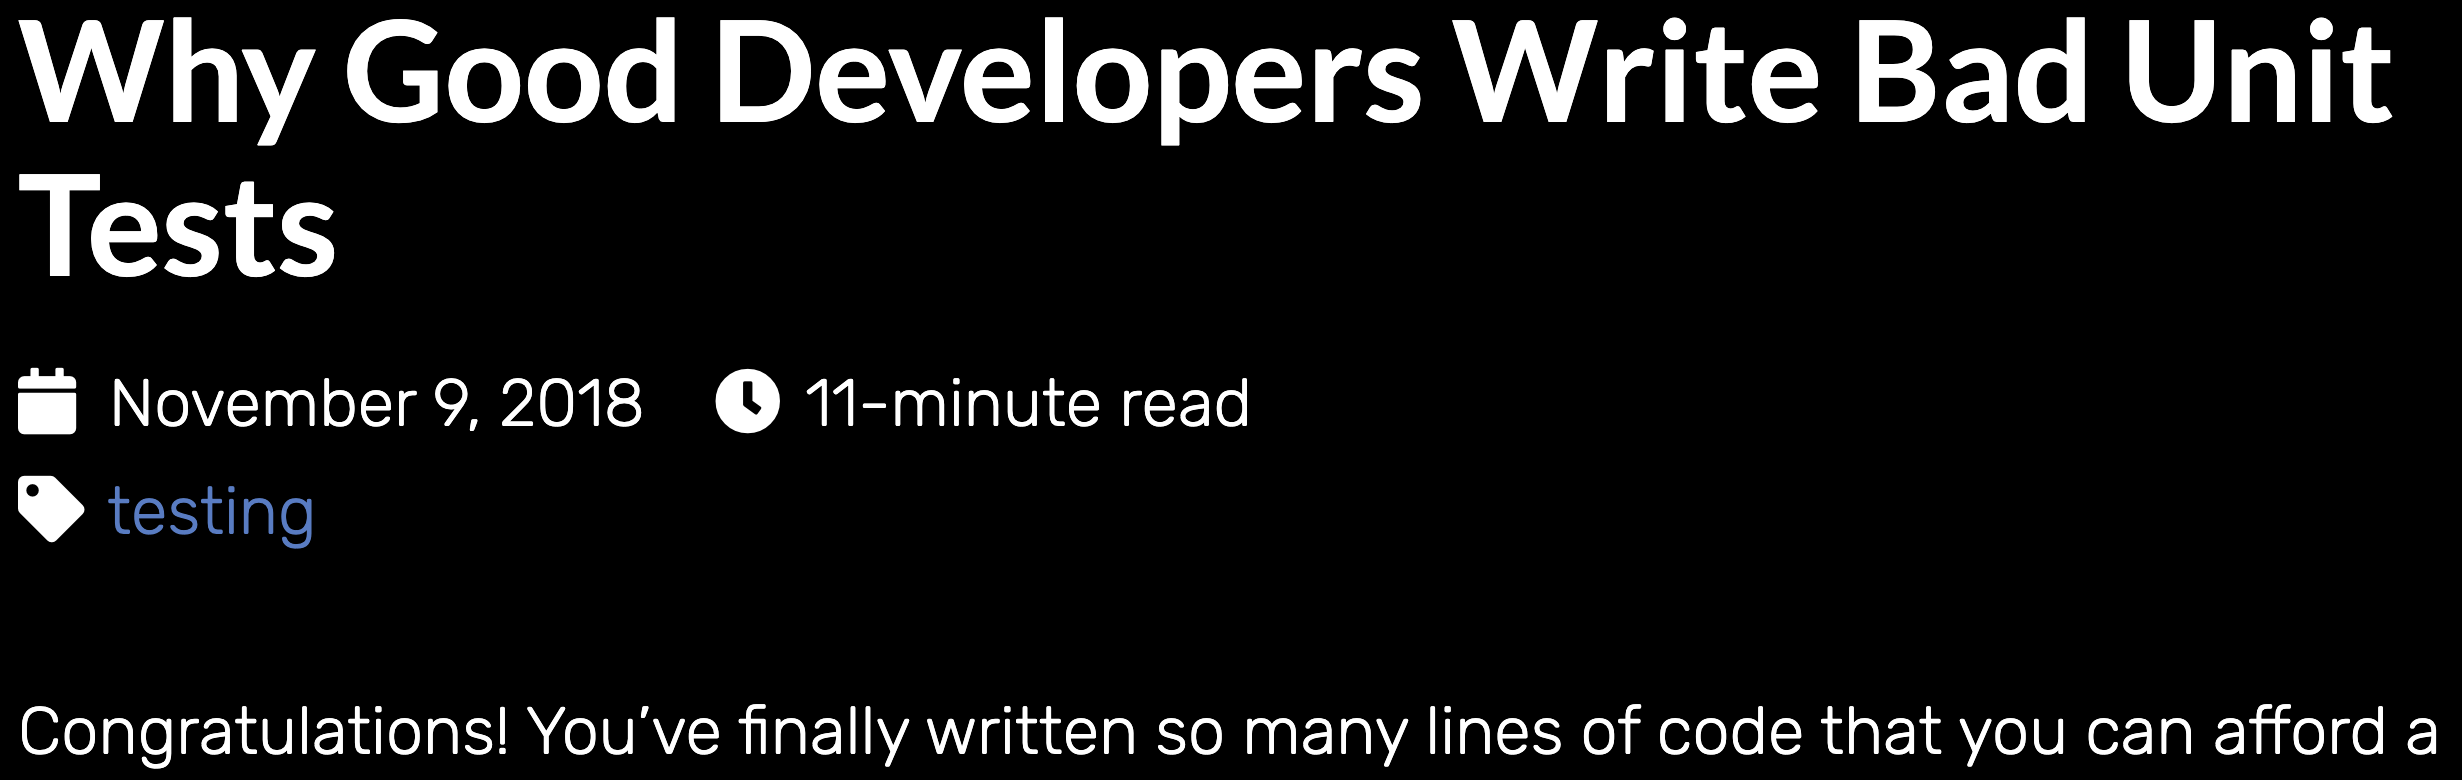 Why Good Developers Write Bad Unit
Tests
November 9, 2018 11-minute read
testing
Congratulations! You’ve finally written so many lines of code that you can afford a